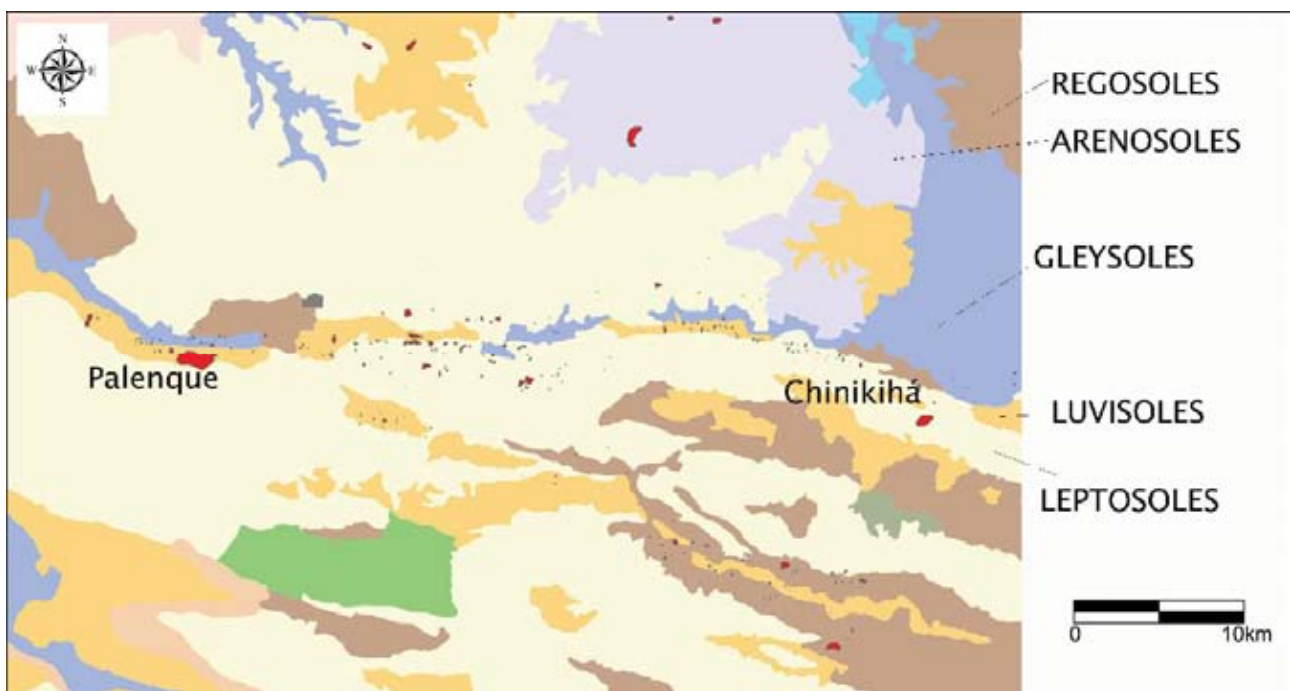 N
W E
S
REGOSOLES
ARENOSOLES
GLEYSOLES
Palenque
Chinikihá
LUVISOLES
LEPTOSOLES
0 10km